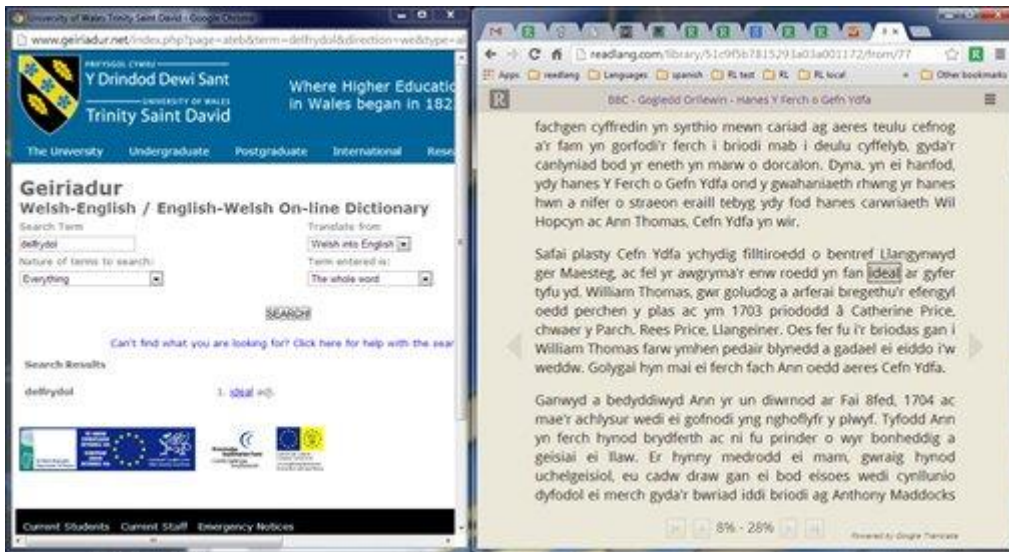 University of Wales Trinity Saint David - Google Chrome
www.geiriadur.net/index.php?page=ateb&term=delfrydol&direction=we&type=al
PRIFYSGOL CYMRU
Y Drindod Dewi Sant
UNIVERSITY OF WALES
Trinity Saint David
Where Higher Educatio
in Wales began in 182
The University Undergraduate Postgraduate International Rese
Geiriadur
Welsh-English / English-Welsh On-line Dictionary
Search Term Translate from
delfrydol Welsh into English
Nature of terms to search: Term entered is:
Everything The whole word
SEARCH!
Can't find what you are looking for? Click here for help with the sear
Search Results
delfrydol 1. ideal adj.
Current Students Current Staff Emergency Notices
readlang.com/library/51c9f5b7815293a03a001172/from/77
Apps readlang Languages spanish RL test RL RL local Other bookmarks
R BBC - Gogledd Orllewin - Hanes Y Ferch o Gefn Ydfa
fachgen cyffredin yn syrthio mewn cariad ag aeres teulu cefnog
a'r fam yn gorfodi'r ferch i briodi mab i deulu cyffelyb, gyda'r
canlyniad bod yr eneth yn marw o dorcalon. Dyna, yn ei hanfod,
ydy hanes Y Ferch o Gefn Ydfa ond y gwahaniaeth rhwng yr hanes
hwn a nifer o straeon eraill tebyg ydy fod hanes carwriaeth Wil
Hopcyn ac Ann Thomas, Cefn Ydfa yn wir.
Safai plasty Cefn Ydfa ychydig filltiroedd o bentref Llangynwyd
ger Maesteg, ac fel yr awgryma'r enw roedd yn fan ideal ar gyfer
tyfu yd. William Thomas, gwr goludog a arferai bregethu'r efengyl
oedd perchen y plas ac ym 1703 priododd â Catherine Price,
chwaer y Parch. Rees Price, Llangeiner. Oes fer fu i'r briodas gan i
William Thomas farw ymhen pedair blynedd a gadael ei eiddo i'w
weddw. Golygai hyn mai ei ferch fach Ann oedd aeres Cefn Ydfa.
Ganwyd a bedyddiwyd Ann yr un diwrnod ar Fai 8fed, 1704 ac
mae'r achlysur wedi ei gofnodi yng nghoflyfr y plwyf. Tyfodd Ann
yn ferch hynod brydferth ac ni fu prinder o wyr bonheddig a
geisiai ei llaw. Er hynny medrodd ei mam, gwraig hynod
uchelgeisiol, eu cadw draw gan ei bod eisoes wedi cynllunio
dyfodol ei merch gyda'r bwriad iddi briodi ag Anthony Maddocks
8% - 28%
Powered by Google Translate